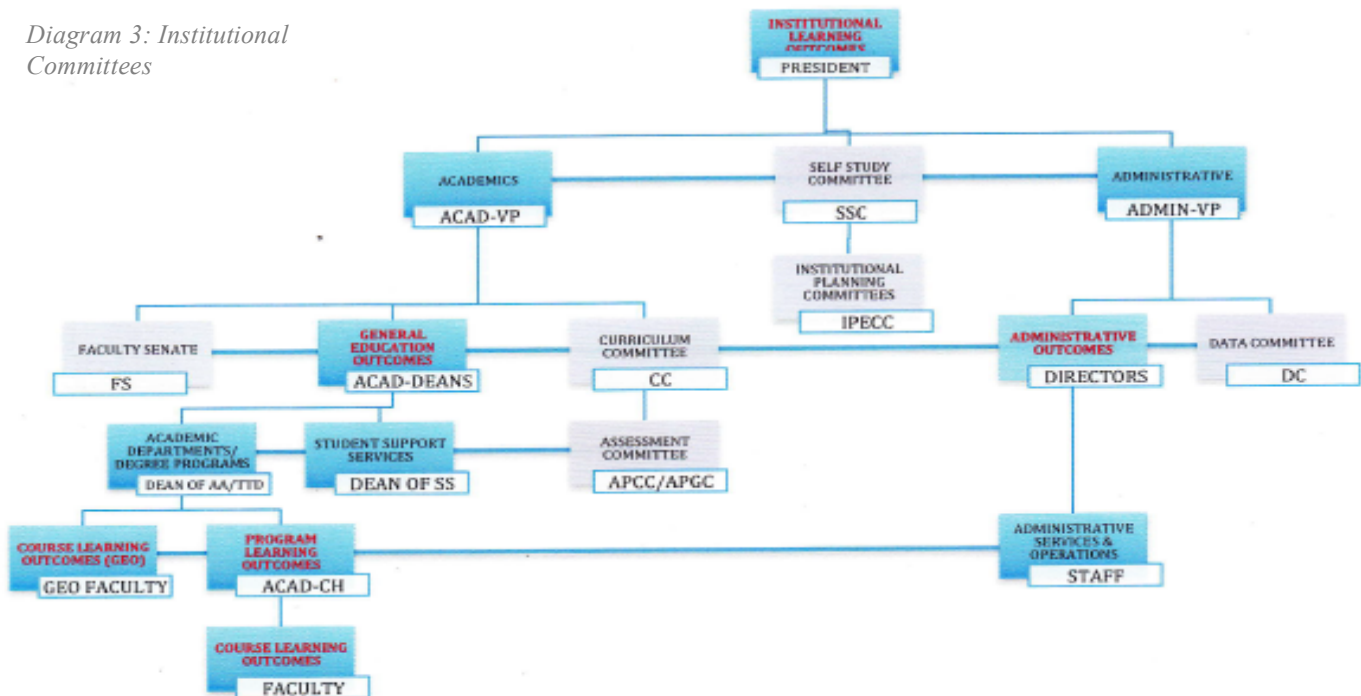 Diagram 3: Institutional
Committees
INSTITUTIONAL
LEARNING
OUTCOMES
PRESIDENT
ACADEMICS
ACAD-VP
SELF STUDY
COMMITTEE
SSC
ADMINISTRATIVE
ADMIN-VP
INSTITUTIONAL
PLANNING
COMMITTEES
IPECC
FACULTY SENATE
FS
GENERAL
EDUCATION
OUTCOMES
ACAD-DEANS
CURRICULUM
COMMITTEE
CC
ADMINISTRATIVE
OUTCOMES
DIRECTORS
DATA COMMITTEE
DC
ACADEMIC
DEPARTMENTS/
DEGREE PROGRAMS
DEAN OF AA/TTD
STUDENT SUPPORT
SERVICES
DEAN OF SS
ASSESSMENT
COMMITTEE
APCC/APGC
COURSE LEARNING
OUTCOMES (GEO)
GEO FACULTY
PROGRAM
LEARNING
OUTCOMES
ACAD-CH
ADMINISTRATIVE
SERVICES &
OPERATIONS
STAFF
COURSE LEARNING
OUTCOMES
FACULTY